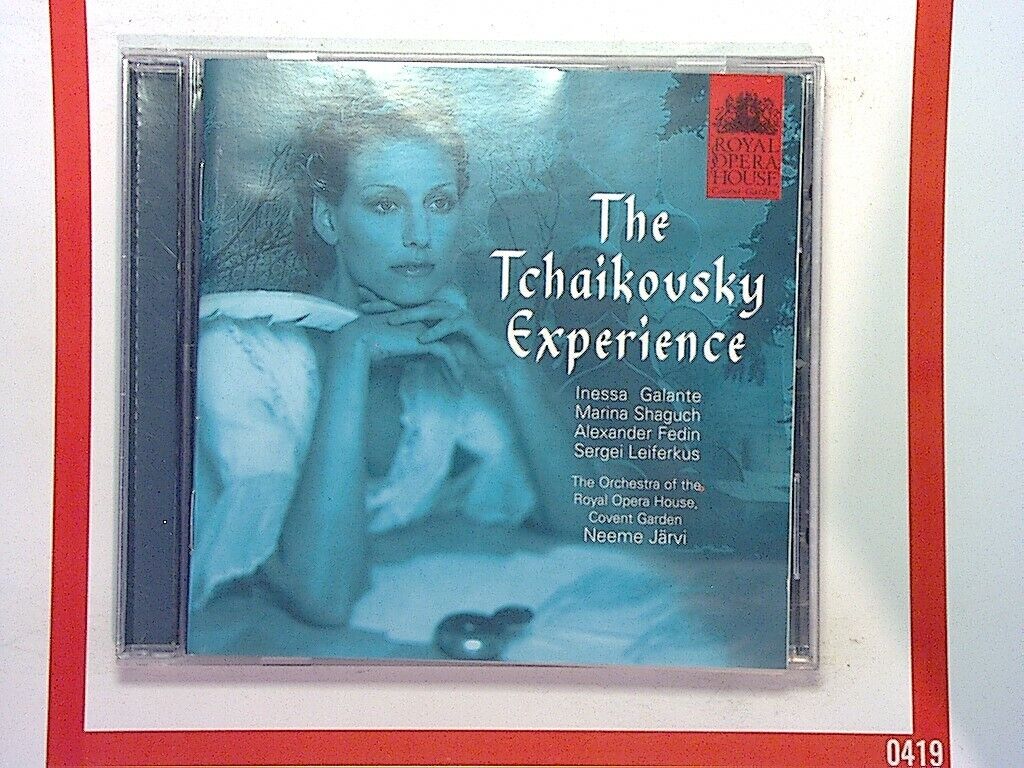 ROYAL
OPERA
HOUSE
Covent Garden
The
Tchaikovsky
Experience
Inessa Galante
Marina Shaguch
Alexander Fedin
Sergei Leiferkus
The Orchestra of the
Royal Opera House,
Covent Garden
Neeme Järvi
0419